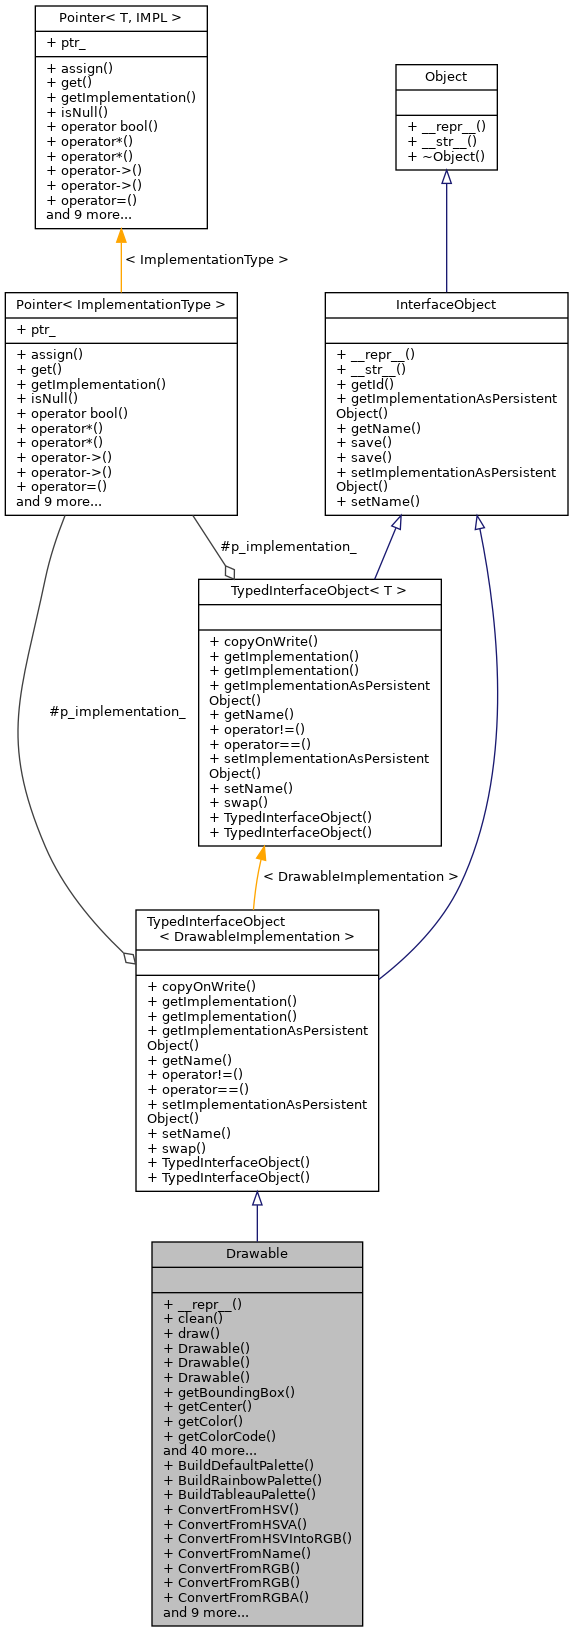 Pointer< T, IMPL >
+ ptr_
+ assign()
+ get()
+ getImplementation()
+ isNull()
+ operator bool()
+ operator*()
+ operator*()
+ operator->()
+ operator->()
+ operator=()
and 9 more...
Object
+ __repr__()
+ __str__()
+ ~Object()
< ImplementationType >
Pointer< ImplementationType >
+ ptr_
+ assign()
+ get()
+ getImplementation()
+ isNull()
+ operator bool()
+ operator*()
+ operator*()
+ operator->()
+ operator->()
+ operator=()
and 9 more...
InterfaceObject
+ __repr__()
+ __str__()
+ getId()
+ getImplementationAsPersistent
Object()
+ getName()
+ save()
+ save()
+ setImplementationAsPersistent
Object()
+ setName()
#p_implementation_
TypedInterfaceObject< T >
+ copyOnWrite()
+ getImplementation()
+ getImplementation()
+ getImplementationAsPersistent
Object()
+ getName()
+ operator!=()
+ operator==()
+ setImplementationAsPersistent
Object()
+ setName()
+ swap()
+ TypedInterfaceObject()
+ TypedInterfaceObject()
#p_implementation_
< DrawableImplementation >
TypedInterfaceObject
< DrawableImplementation >
+ copyOnWrite()
+ getImplementation()
+ getImplementation()
+ getImplementationAsPersistent
Object()
+ getName()
+ operator!=()
+ operator==()
+ setImplementationAsPersistent
Object()
+ setName()
+ swap()
+ TypedInterfaceObject()
+ TypedInterfaceObject()
Drawable
+ __repr__()
+ clean()
+ draw()
+ Drawable()
+ Drawable()
+ Drawable()
+ getBoundingBox()
+ getCenter()
+ getColor()
+ getColorCode()
and 40 more...
+ BuildDefaultPalette()
+ BuildRainbowPalette()
+ BuildTableauPalette()
+ ConvertFromHSV()
+ ConvertFromHSVA()
+ ConvertFromHSVIntoRGB()
+ ConvertFromName()
+ ConvertFromRGB()
+ ConvertFromRGB()
+ ConvertFromRGBA()
and 9 more...